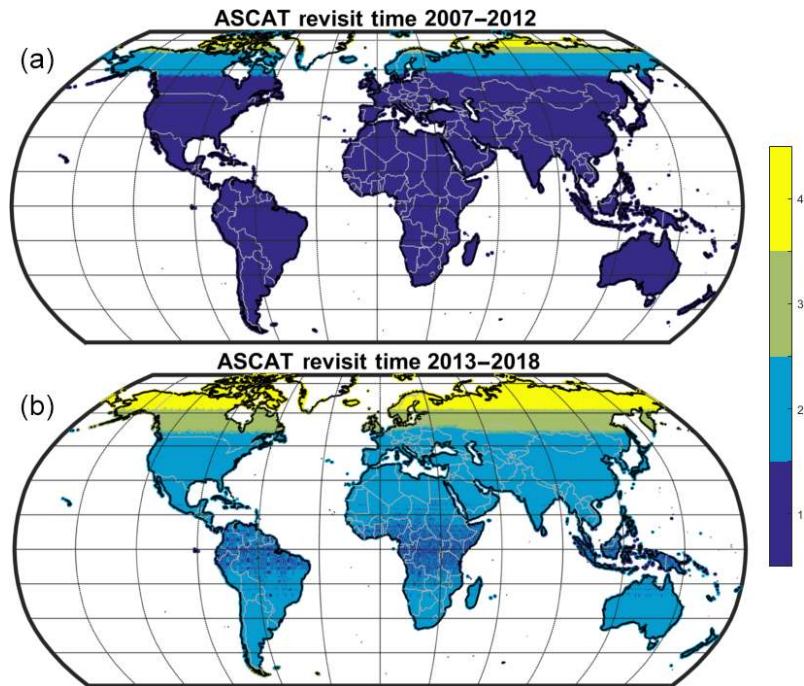 ASCAT revisit time 2007–2012
(a)
4
3
2
1
ASCAT revisit time 2013–2018
(b)